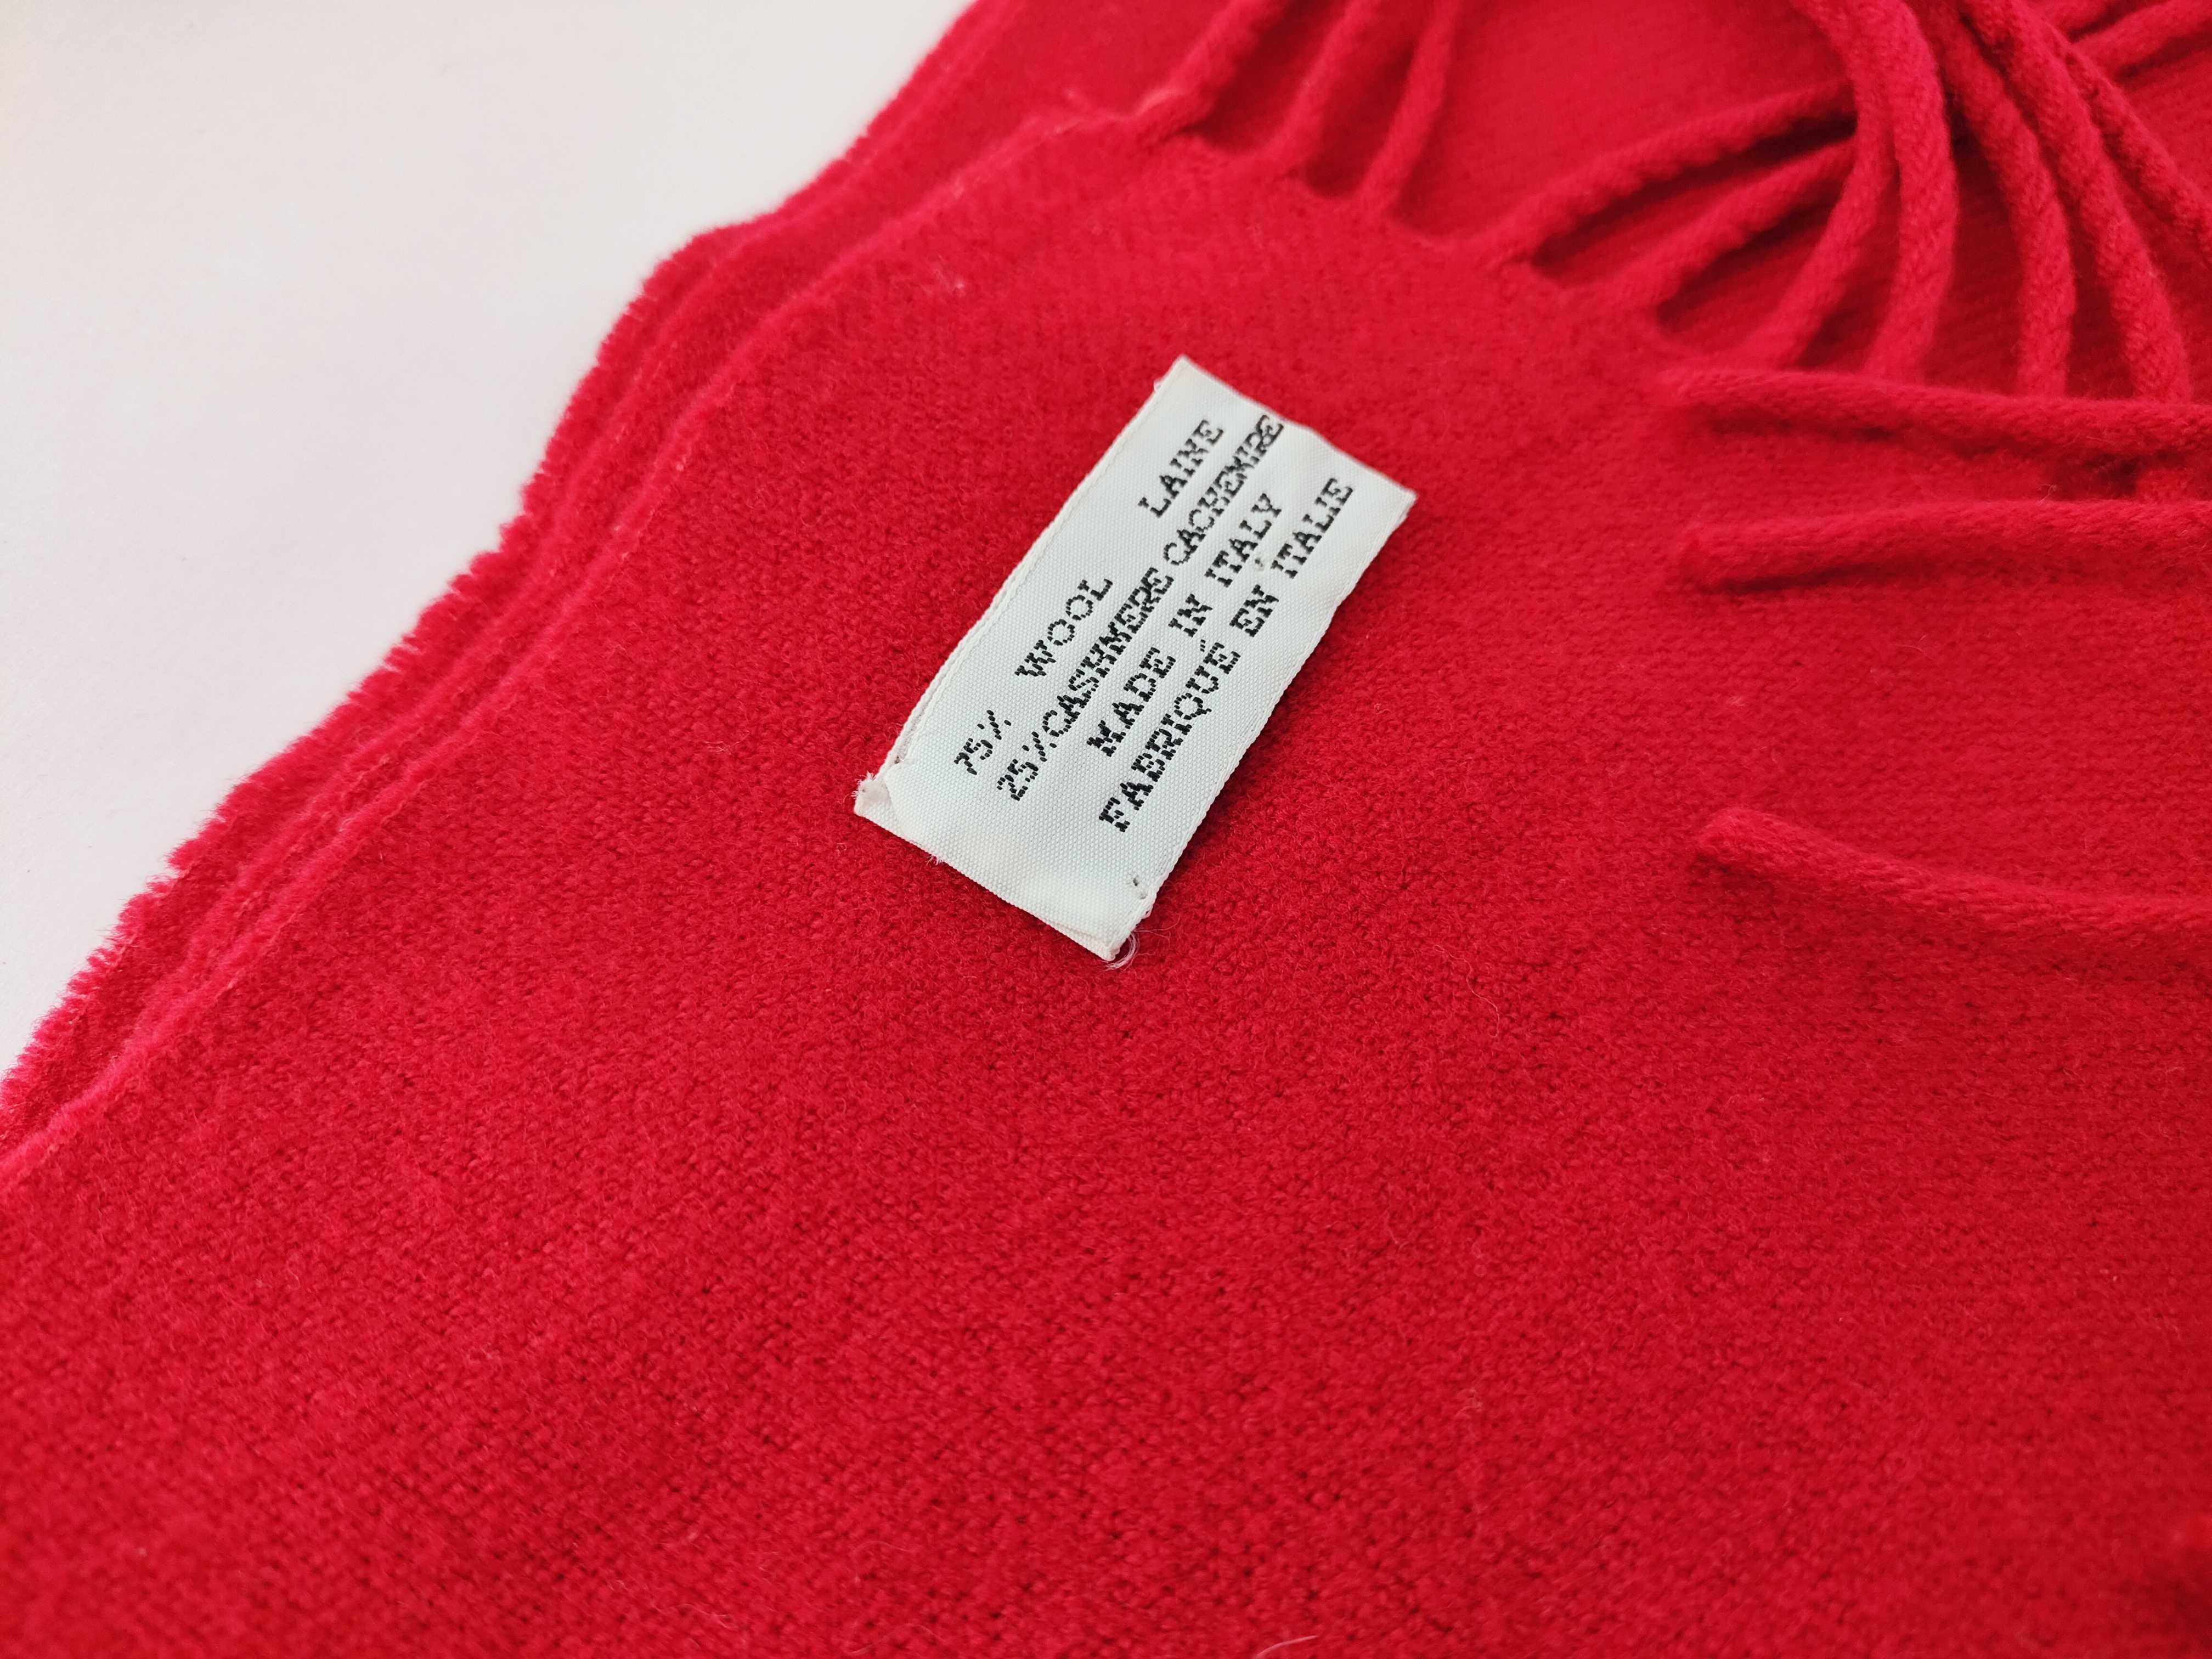 75% WOOL LAINE
25% CASHMERE CACHEMIRE
MADE IN ITALY
FABRIQUÉ EN ITALIE